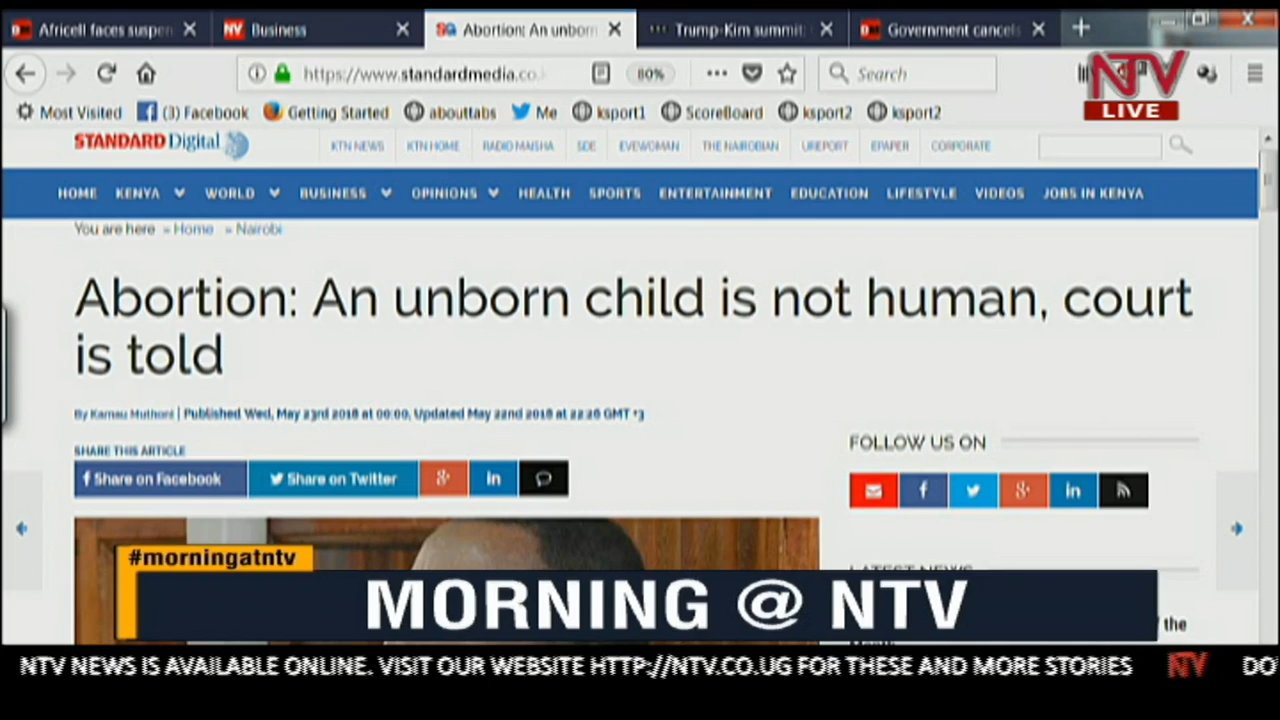 Africell faces suspen
Business
Abortion: An unborn
Trump-Kim summit:
Government cancels
https://www.standardmedia.co.
80%
Search
NTV
LIVE
Most Visited
(3) Facebook
Getting Started
abouttabs
Me
ksport1
ScoreBoard
ksport2
ksport2
STANDARD Digital
KTN NEWS
KTN HOME
RADIO MAISHA
SDE
EVEWOMAN
THE NAIROBIAN
UREPORT
EPAPER
CORPORATE
HOME
KENYA
WORLD
BUSINESS
OPINIONS
HEALTH
SPORTS
ENTERTAINMENT
EDUCATION
LIFESTYLE
VIDEOS
JOBS IN KENYA
You are here » Home » Nairobi
Abortion: An unborn child is not human, court
is told
By Kamau Muthoni | Published Wed, May 23rd 2018 at 00:00, Updated May 22nd 2018 at 22:26 GMT +3
SHARE THIS ARTICLE
FOLLOW US ON
Share on Facebook
Share on Twitter
#morningatntv
LATEST NEWS
MORNING @ NTV
the
NTV NEWS IS AVAILABLE ONLINE. VISIT OUR WEBSITE HTTP://NTV.CO.UG FOR THESE AND MORE STORIES NTV DO